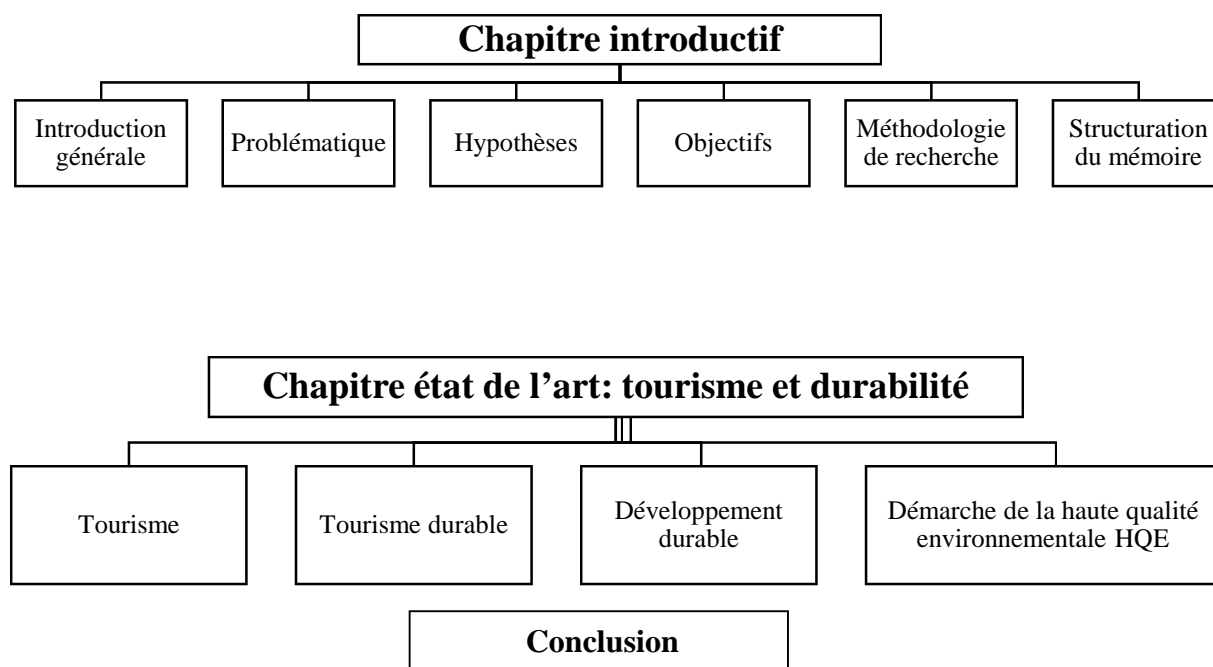 Chapitre introductif
Introduction
générale
Problématique
Hypothèses
Objectifs
Méthodologie
de recherche
Structuration
du mémoire
Chapitre état de l’art: tourisme et durabilité
Tourisme
Tourisme durable
Développement
durable
Démarche de la haute qualité
environnementale HQE
Conclusion